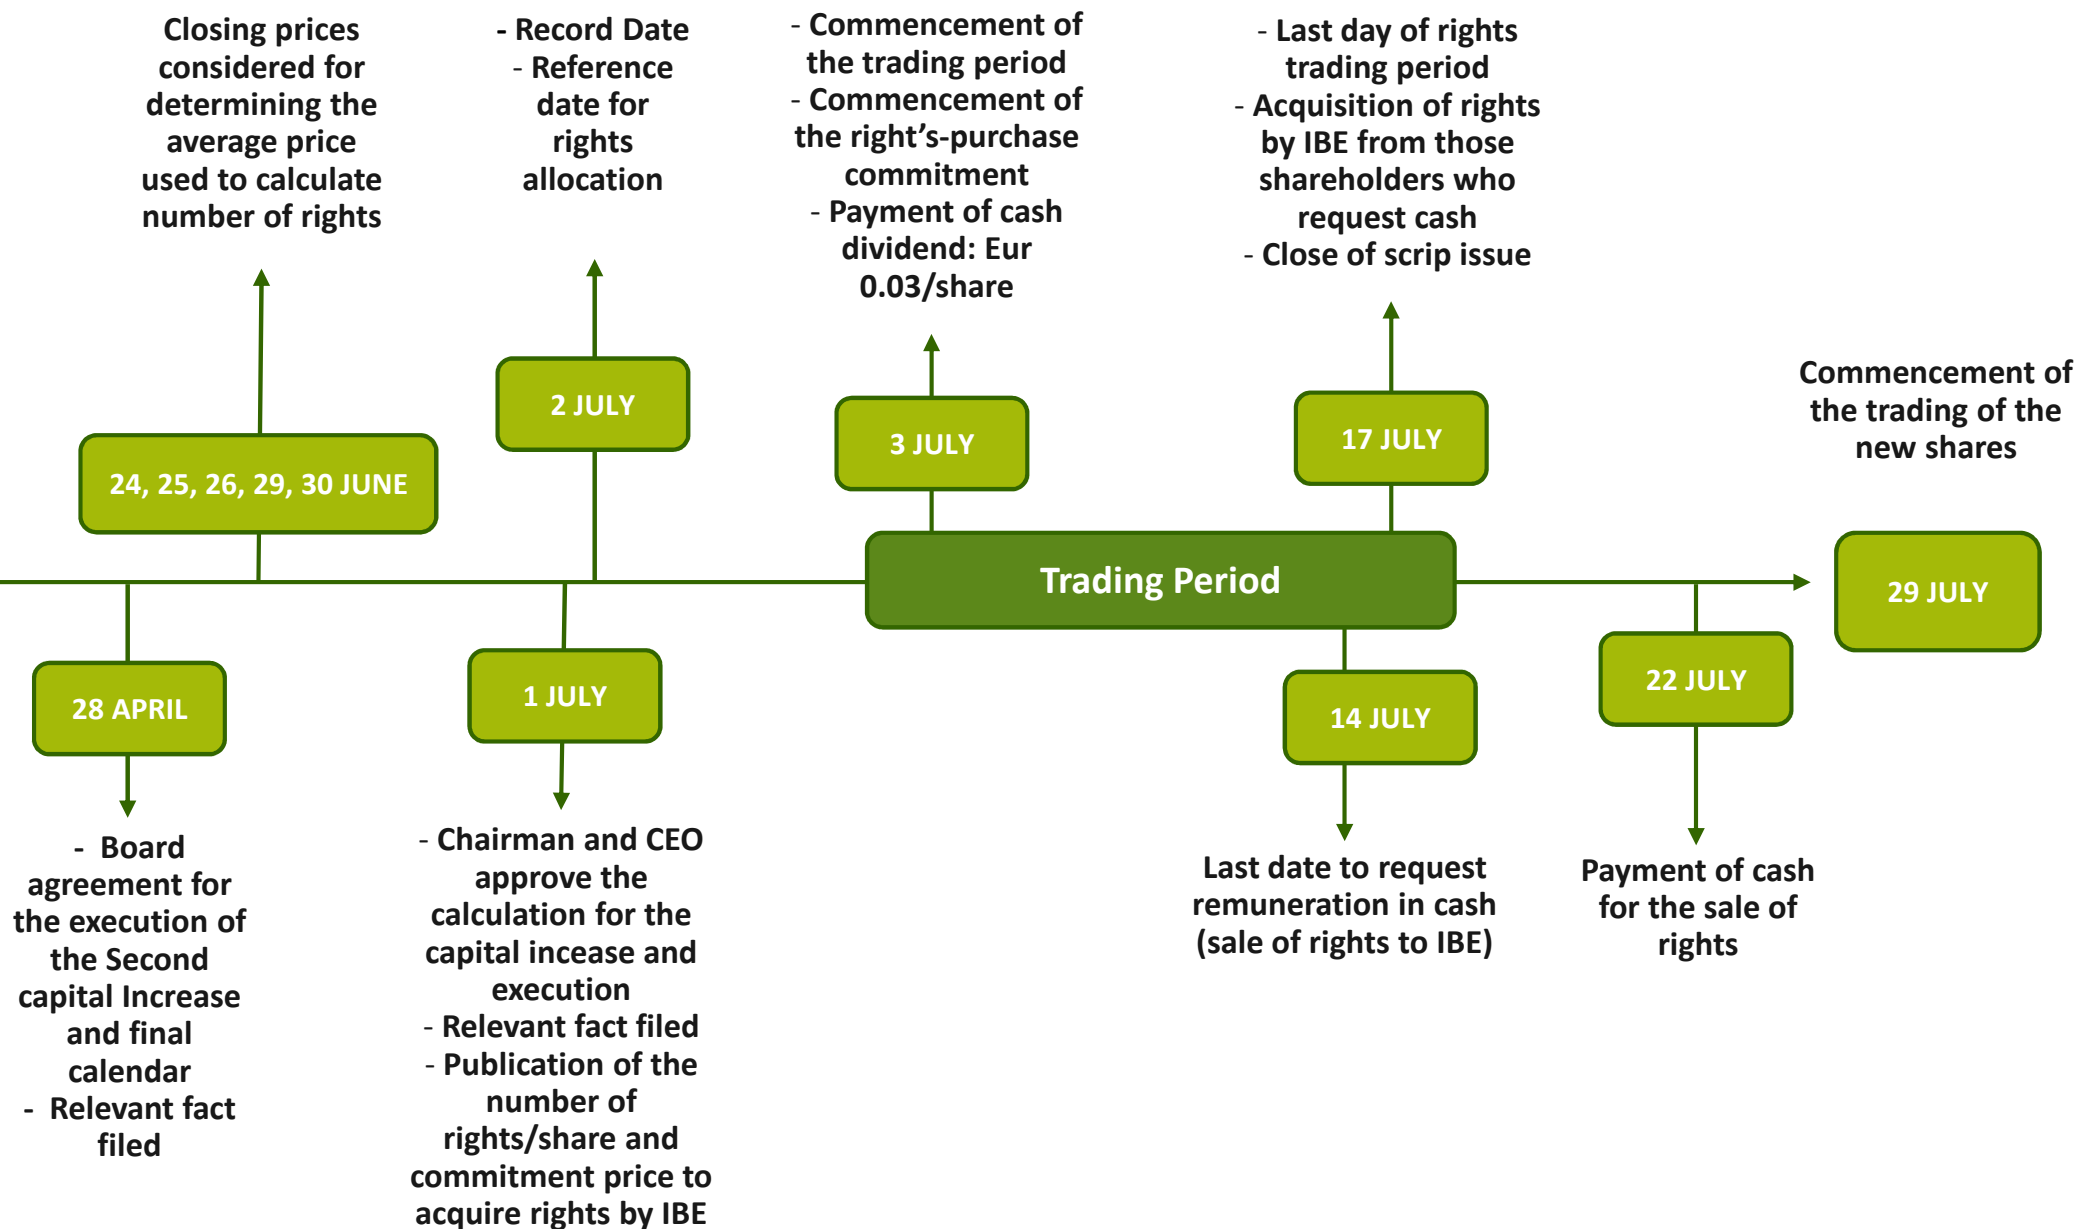 Closing prices
considered for
determining the
average price
used to calculate
number of rights
- Record Date
- Reference
date for
rights
allocation
- Commencement of
the trading period
- Commencement of
the right’s-purchase
commitment
- Payment of cash
dividend: Eur
0.03/share
- Last day of rights
trading period
- Acquisition of rights
by IBE from those
shareholders who
request cash
- Close of scrip issue
Commencement of
the trading of the
new shares
24, 25, 26, 29, 30 JUNE
2 JULY
3 JULY
17 JULY
Trading Period
29 JULY
28 APRIL
1 JULY
14 JULY
22 JULY
- Board
agreement for
the execution of
the Second
capital Increase
and final
calendar
- Relevant fact
filed
- Chairman and CEO
approve the
calculation for the
capital incease and
execution
- Relevant fact filed
- Publication of the
number of
rights/share and
commitment price to
acquire rights by IBE
Last date to request
remuneration in cash
(sale of rights to IBE)
Payment of cash
for the sale of
rights